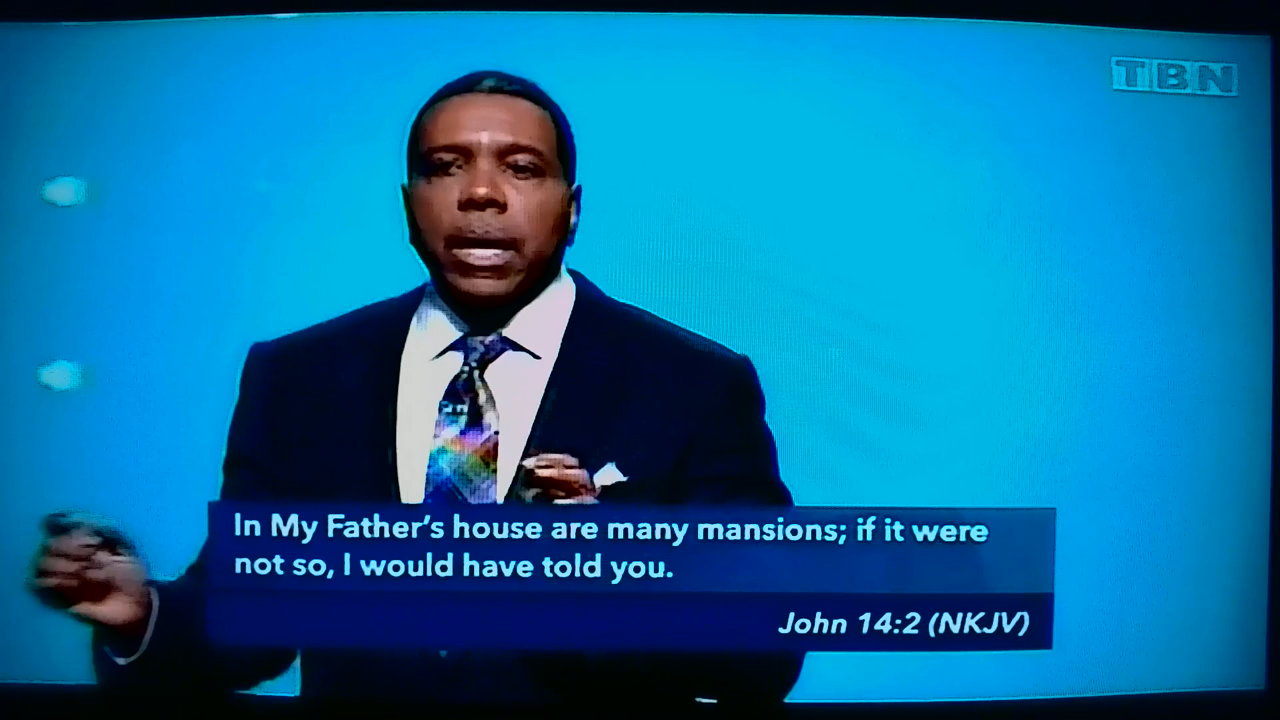 TBN
In My Father's house are many mansions; if it were
not so, I would have told you.
John 14:2 (NKJV)